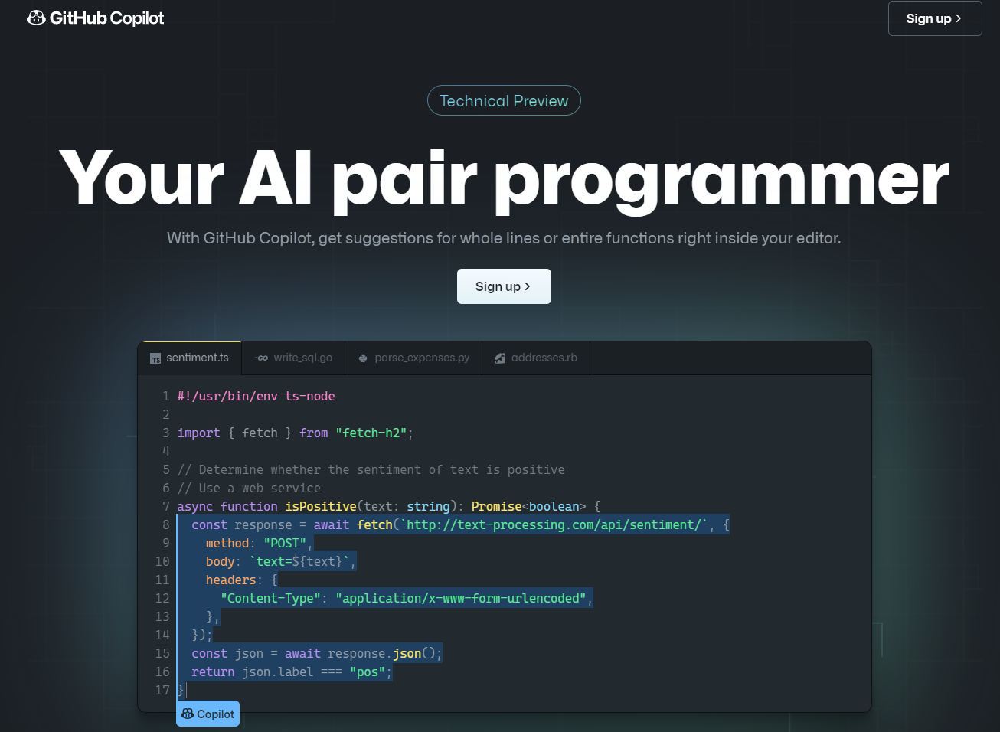 GitHub Copilot
Sign up >
Technical Preview
Your AI pair programmer
With GitHub Copilot, get suggestions for whole lines or entire functions right inside your editor.
Sign up >
TS sentiment.ts GO write_sql.go parse_expenses.py addresses.rb
1 #!/usr/bin/env ts-node
2
3 import { fetch } from "fetch-h2";
4
5 // Determine whether the sentiment of text is positive
6 // Use a web service
7 async function isPositive(text: string): Promise<boolean> {
8   const response = await fetch(`http://text-processing.com/api/sentiment/`, {
9     method: "POST",
10     body: `text=${text}`,
11     headers: {
12       "Content-Type": "application/x-www-form-urlencoded",
13     },
14   });
15   const json = await response.json();
16   return json.label === "pos";
17 }
Copilot